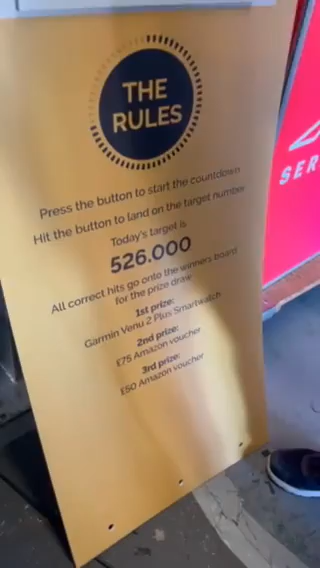 THE
RULES
Press the button to start the countdown
Hit the button to land on the target number
Today's target is
526.000
All correct hits go onto the winners board
for the prize draw
1st prize:
Garmin Venu 2 Plus Smartwatch
2nd prize:
£75 Amazon voucher
3rd prize:
£50 Amazon voucher
SER